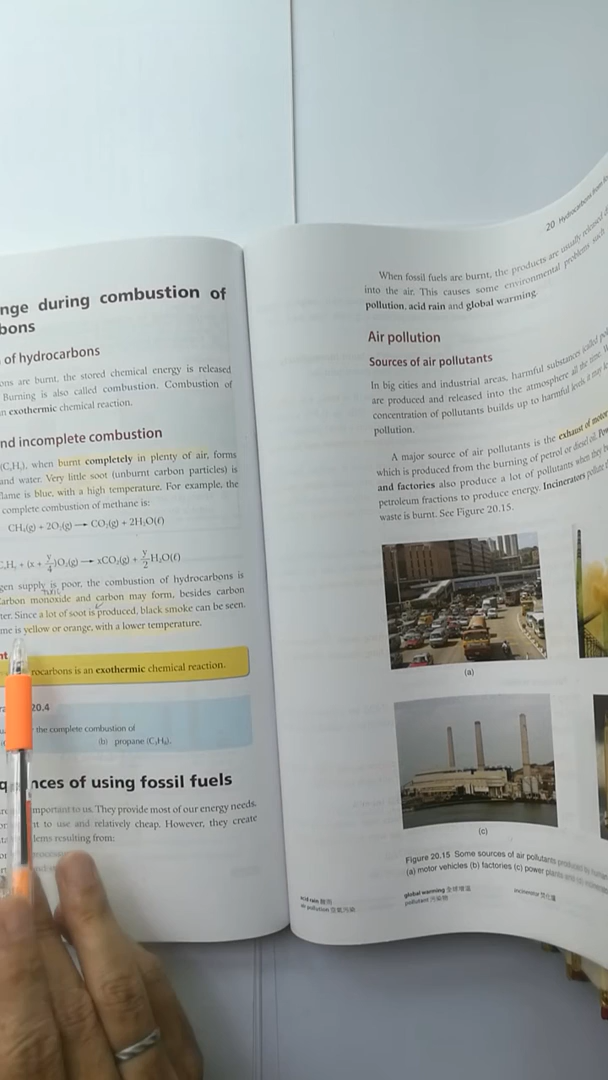 nge during combustion of
bons
of hydrocarbons
ons are burnt, the stored chemical energy is released
Burning is also called combustion. Combustion of
n exothermic chemical reaction.
nd incomplete combustion
(CxHy), when burnt completely in plenty of air, forms
and water. Very little soot (unburnt carbon particles) is
lame is blue, with a high temperature. For example, the
complete combustion of methane is:
CH₄(g) + 2O₂(g) ⟶ CO₂(g) + 2H₂O(ℓ)
CxHy + (x + y/4)O₂(g) ⟶ xCO₂(g) + y/2 H₂O(ℓ)
gen supply is poor, the combustion of hydrocarbons is
Carbon monoxide and carbon may form, besides carbon
ter. Since a lot of soot is produced, black smoke can be seen.
me is yellow or orange, with a lower temperature.
nt
rocarbons is an exothermic chemical reaction.
20.4
the complete combustion of
(b) propane (C₃H₈).
nces of using fossil fuels
mportant to us. They provide most of our energy needs.
nt to use and relatively cheap. However, they create
lems resulting from:
20 Hydrocarbons from
When fossil fuels are burnt, the products are usually released
into the air. This causes some environmental problems such
pollution, acid rain and global warming.
Air pollution
Sources of air pollutants
In big cities and industrial areas, harmful substances (called
are produced and released into the atmosphere all the time.
concentration of pollutants builds up to harmful levels, it may
pollution.
A major source of air pollutants is the exhaust of motor
which is produced from the burning of petrol or diesel oil.
and factories also produce a lot of pollutants when they
petroleum fractions to produce energy. Incinerators pollute
waste is burnt. See Figure 20.15.
(a)
(c)
Figure 20.15 Some sources of air pollutants produced by
(a) motor vehicles (b) factories (c) power plants
acid rain 酸雨
air pollution 空氣污染
global warming 全球增溫
pollutant 污染物
incinerator 焚化爐